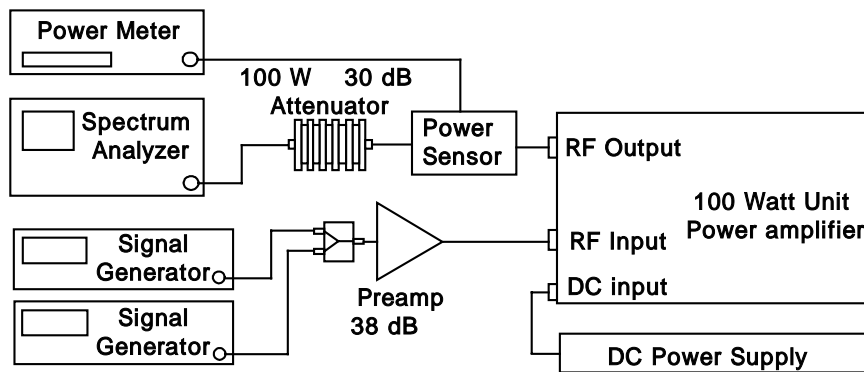 Power Meter
100 W 30 dB
Attenuator
Spectrum
Analyzer
Power
Sensor
RF Output
100 Watt Unit
Power amplifier
RF Input
DC input
Signal
Generator
Preamp
38 dB
Signal
Generator
DC Power Supply